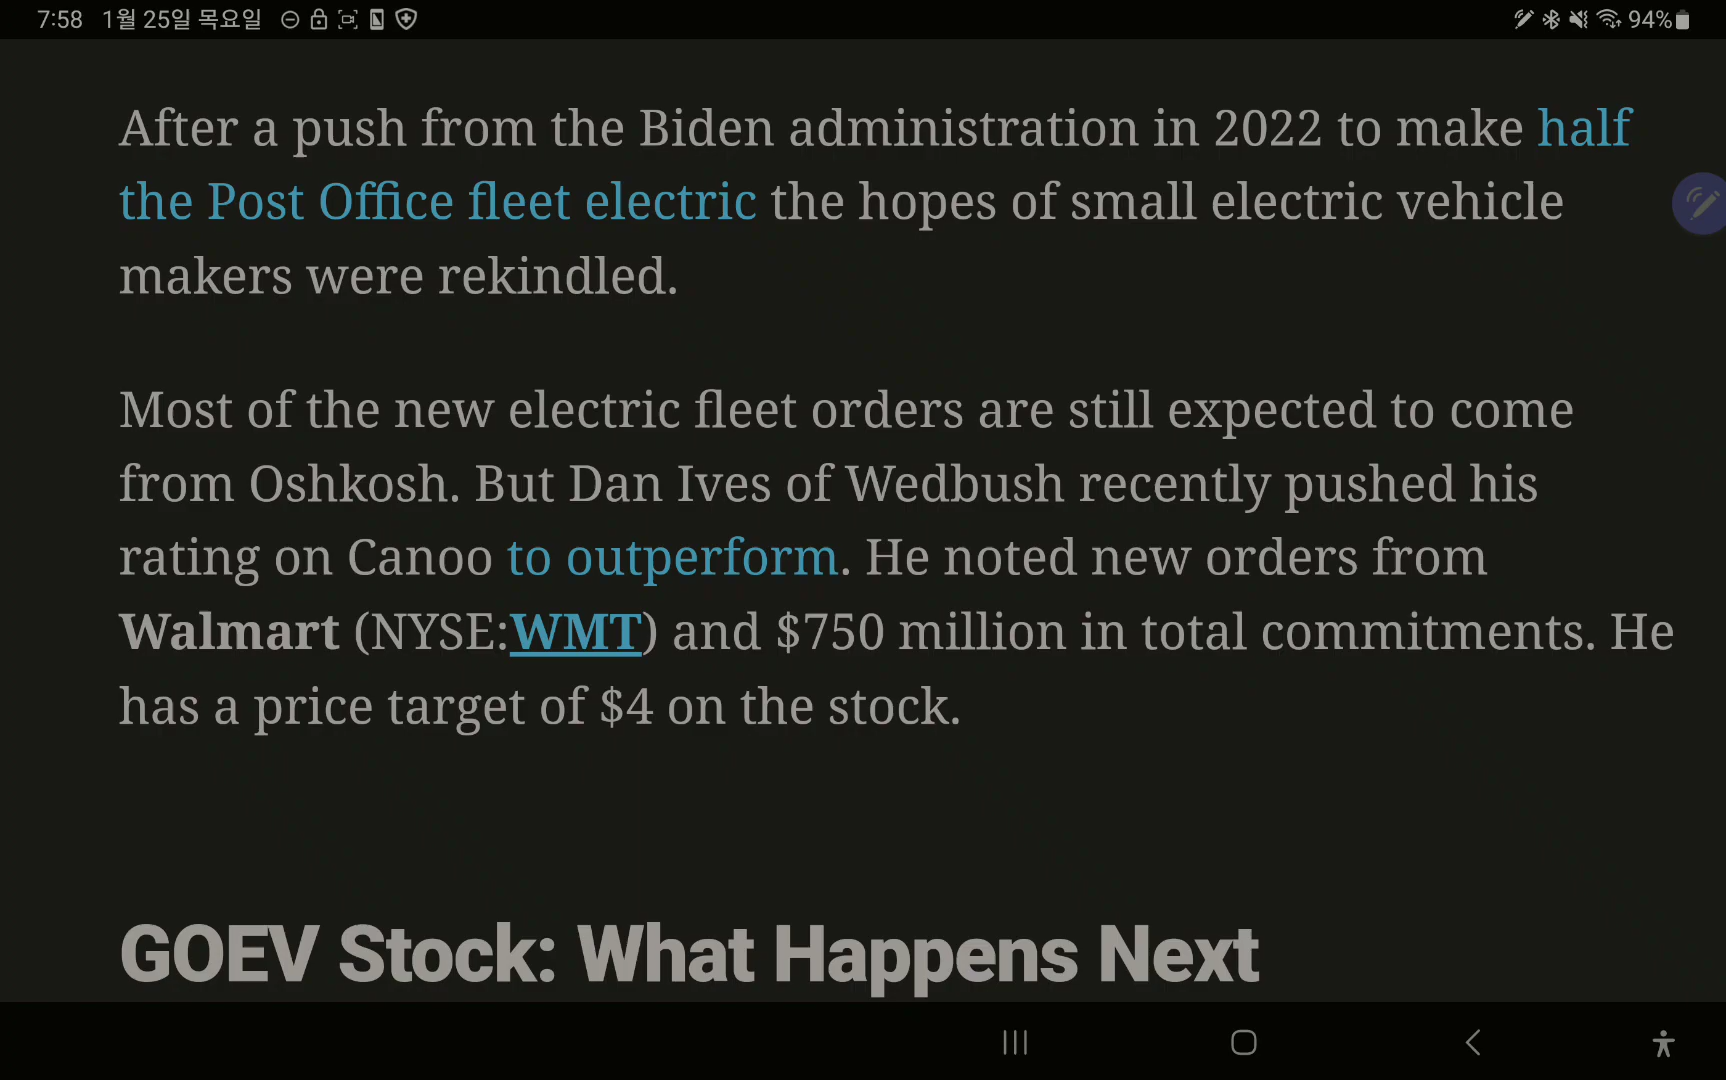 7:58 1월 25일 목요일
94%
After a push from the Biden administration in 2022 to make half
the Post Office fleet electric the hopes of small electric vehicle
makers were rekindled.
Most of the new electric fleet orders are still expected to come
from Oshkosh. But Dan Ives of Wedbush recently pushed his
rating on Canoo to outperform. He noted new orders from
Walmart (NYSE:WMT) and $750 million in total commitments. He
has a price target of $4 on the stock.
GOEV Stock: What Happens Next